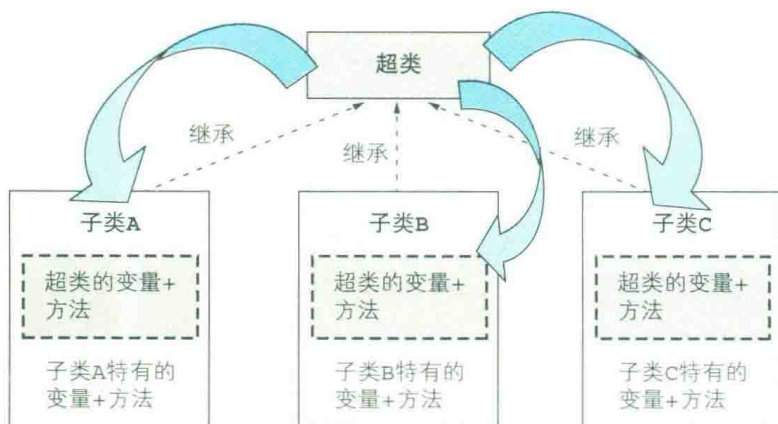 超类
继承
继承
继承
子类A
超类的变量+
方法
子类A特有的
变量+方法
子类B
超类的变量+
方法
子类B特有的
变量+方法
子类C
超类的变量+
方法
子类C特有的
变量+方法